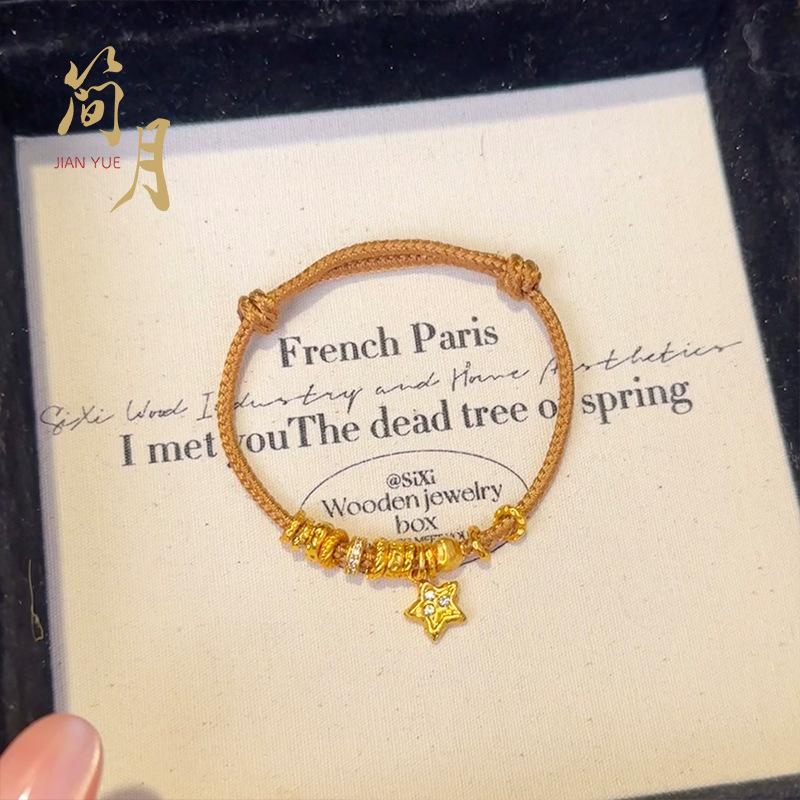 简月
JIAN YUE
French Paris
SiXi Wood Industry and Home Aesthetics
I met youThe dead tree of spring
@SiXi
Wooden jewelry
box